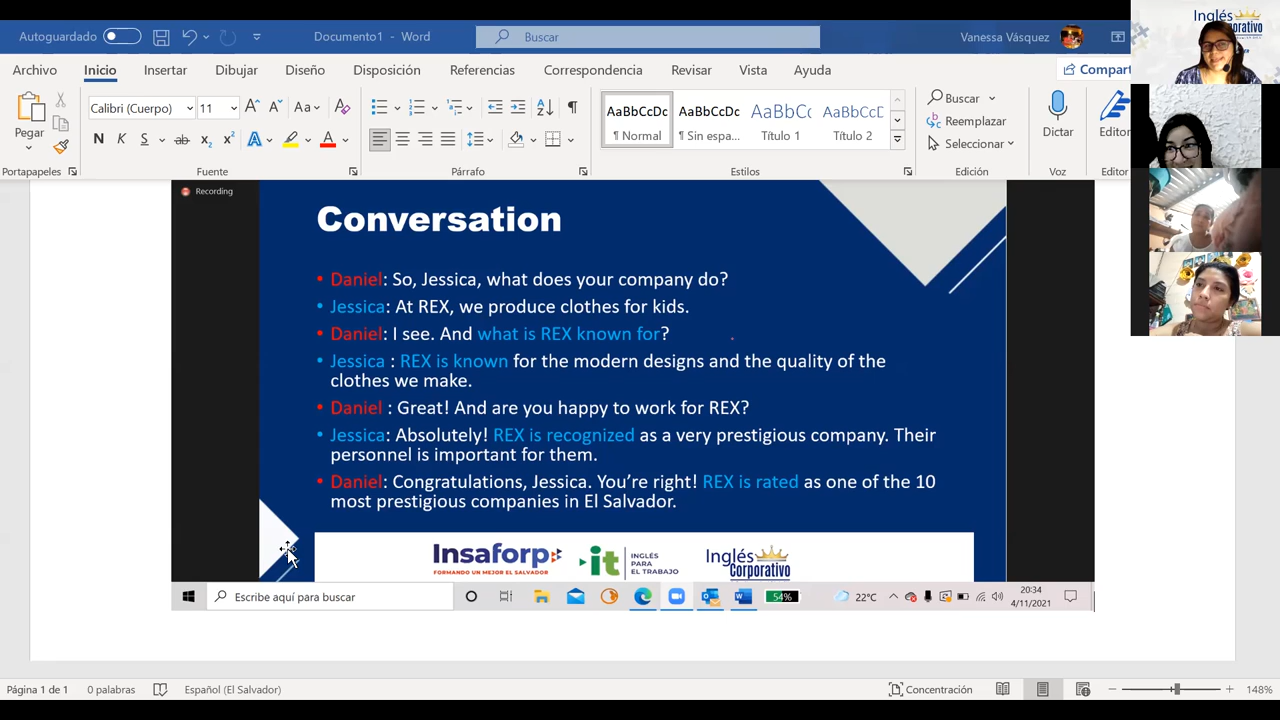 Autoguardado
Documento1 - Word
Buscar
Vanessa Vásquez
Archivo Inicio Insertar Dibujar Diseño Disposición Referencias Correspondencia Revisar Vista Ayuda
Compart
Inglés
orporativo
Pegar
Calibri (Cuerpo) 11
N K S ab x₂ x²
AaBbCcDc AaBbCcDc AaBbCc AaBbCcD
¶ Normal ¶ Sin espa... Título 1 Título 2
Buscar
Reemplazar
Seleccionar
Dictar
Editor
Portapapeles Fuente Párrafo Estilos Edición Voz Editor
Recording
Conversation
• Daniel: So, Jessica, what does your company do?
• Jessica: At REX, we produce clothes for kids.
• Daniel: I see. And what is REX known for?
• Jessica : REX is known for the modern designs and the quality of the
clothes we make.
• Daniel : Great! And are you happy to work for REX?
• Jessica: Absolutely! REX is recognized as a very prestigious company. Their
personnel is important for them.
• Daniel: Congratulations, Jessica. You're right! REX is rated as one of the 10
most prestigious companies in El Salvador.
Insaforp
FORMANDO UN MEJOR EL SALVADOR
it
INGLÉS
PARA
EL TRABAJO
Inglés
Corporativo
Escribe aquí para buscar
54%
22°C
20:34
4/11/2021
Página 1 de 1 0 palabras Español (El Salvador)
Concentración
148%